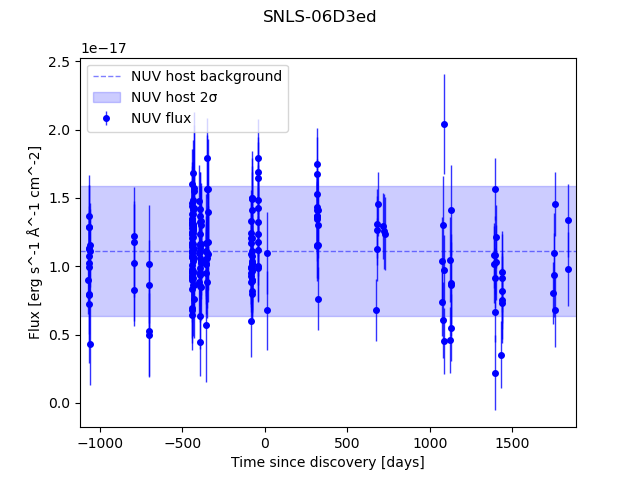 SNLS-06D3ed
1e−17
NUV host background
NUV host 2σ
NUV flux
2.5
2.0
1.5
1.0
0.5
0.0
Flux [erg s^-1 Å^-1 cm^-2]
−1000 −500 0 500 1000 1500
Time since discovery [days]